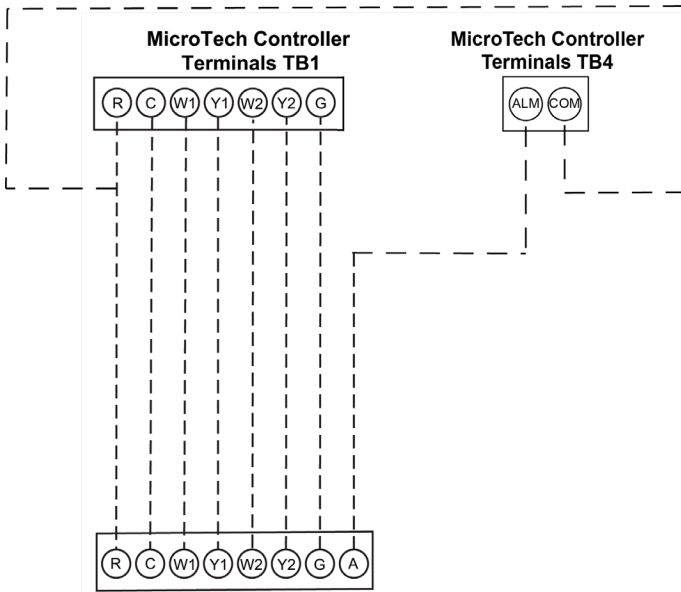 MicroTech Controller
Terminals TB1
MicroTech Controller
Terminals TB4
R C W1 Y1 W2 Y2 G
ALM COM
R C W1 Y1 W2 Y2 G A